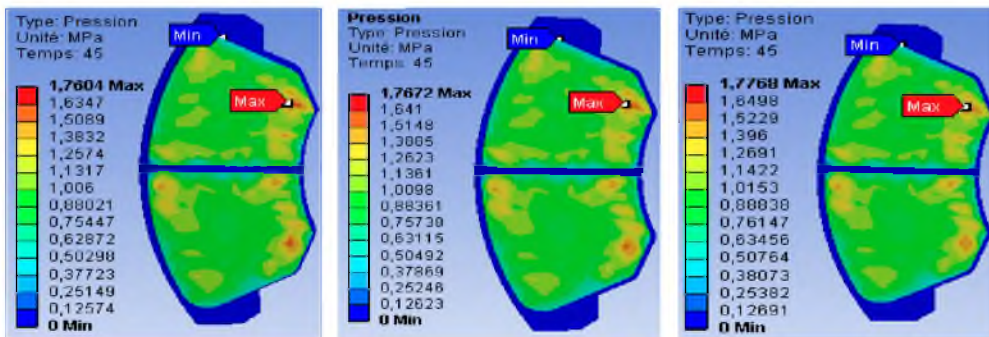 Type: Pression
Unité: MPa
Temps: 45
Min
1,7604 Max
1,6347
1,5089
1,3832
1,2574
1,1317
1,006
0,88021
0,75447
0,62872
0,50298
0,37723
0,25149
0,12574
0 Min
Max
Pression
Type: Pression
Unité: MPa
Temps: 45
Min
1,7672 Max
1,641
1,5148
1,3885
1,2623
1,1361
1,0098
0,88361
0,75738
0,63115
0,50492
0,37869
0,25246
0,12623
0 Min
Max
Type: Pression
Unité: MPa
Temps: 45
Min
1,7768 Max
1,6498
1,5229
1,396
1,2691
1,1422
1,0153
0,88838
0,76147
0,63456
0,50764
0,38073
0,25382
0,12691
0 Min
Max